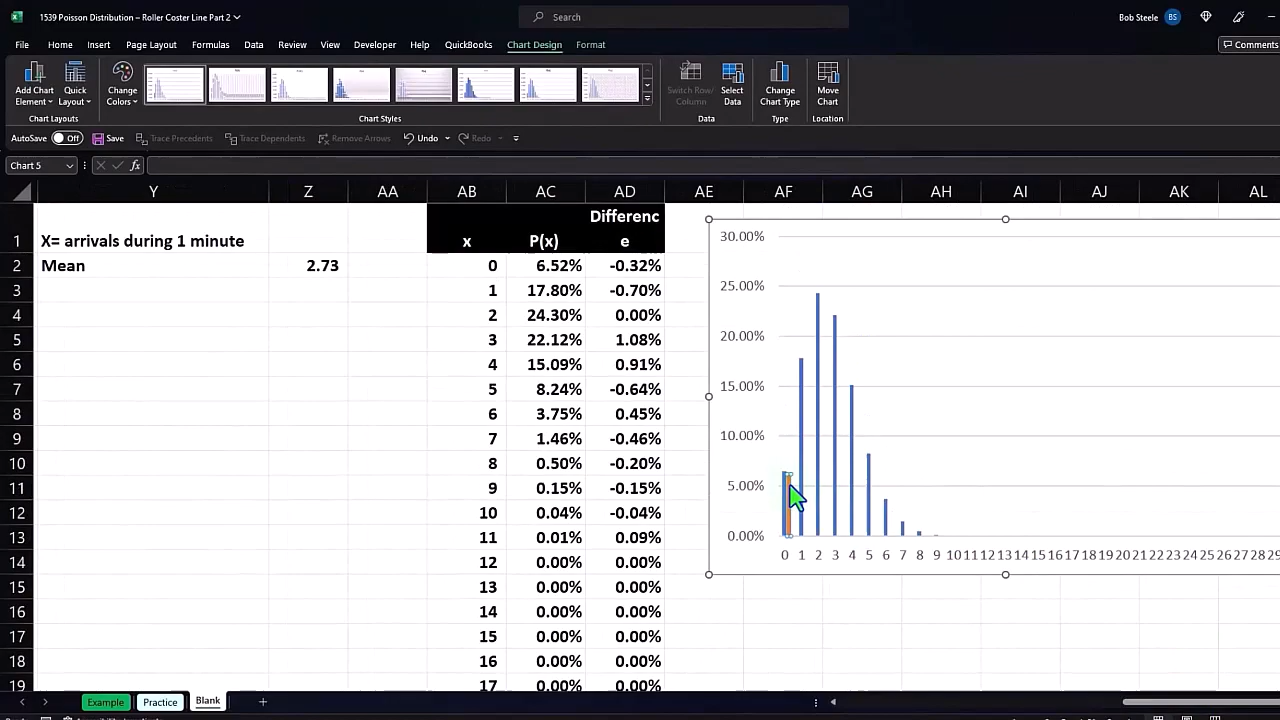 1539 Poisson Distribution – Roller Coster Line Part 2
Search
Bob Steele BS
File Home Insert Page Layout Formulas Data Review View Developer Help QuickBooks Chart Design Format Comments
Add Chart Element
Quick Layout
Change Colors
Switch Row/ Column
Select Data
Change Chart Type
Move Chart
Chart Layouts Chart Styles Data Type Location
AutoSave Off Save Trace Precedents Trace Dependents Remove Arrows Undo Redo
Chart 5 fx
Y Z AA AB AC AD AE AF AG AH AI AJ AK AL
Differenc
1 X= arrivals during 1 minute x P(x) e
2 Mean 2.73 0 6.52% -0.32%
3 1 17.80% -0.70%
4 2 24.30% 0.00%
5 3 22.12% 1.08%
6 4 15.09% 0.91%
7 5 8.24% -0.64%
8 6 3.75% 0.45%
9 7 1.46% -0.46%
10 8 0.50% -0.20%
11 9 0.15% -0.15%
12 10 0.04% -0.04%
13 11 0.01% 0.09%
14 12 0.00% 0.00%
15 13 0.00% 0.00%
16 14 0.00% 0.00%
17 15 0.00% 0.00%
18 16 0.00% 0.00%
19 17 0.00% 0.00%
30.00%
25.00%
20.00%
15.00%
10.00%
5.00%
0.00%
0 1 2 3 4 5 6 7 8 9 10 11 12 13 14 15 16 17 18 19 20 21 22 23 24 25 26 27 28 29
Example Practice Blank